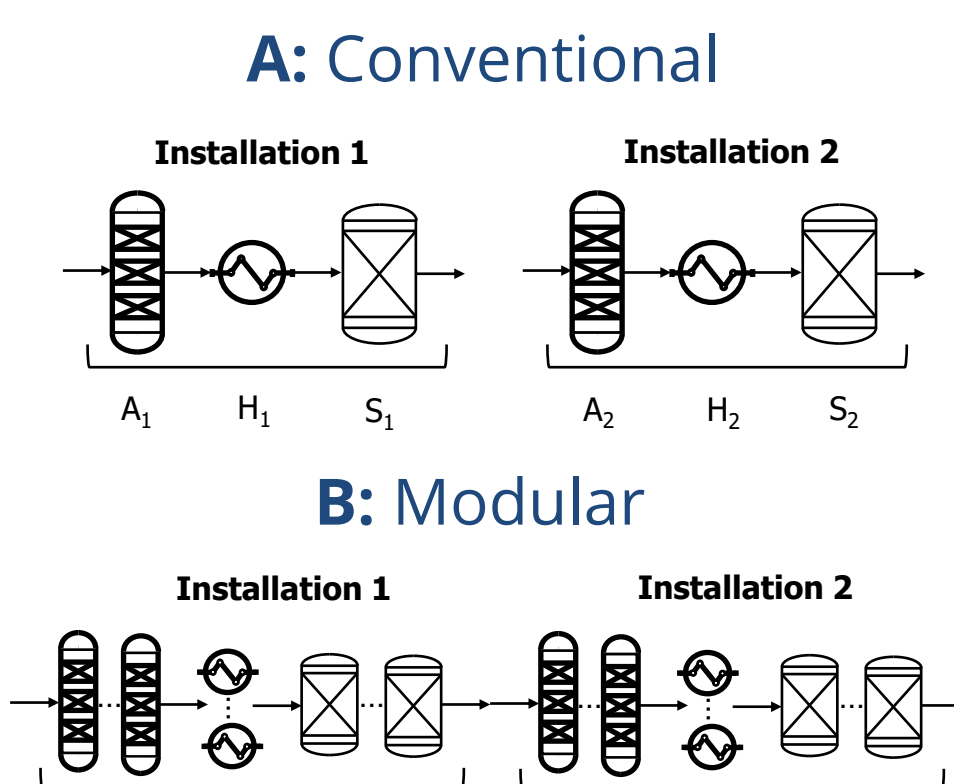 A: Conventional
Installation 1 Installation 2
A₁ H₁ S₁ A₂ H₂ S₂
B: Modular
Installation 1 Installation 2